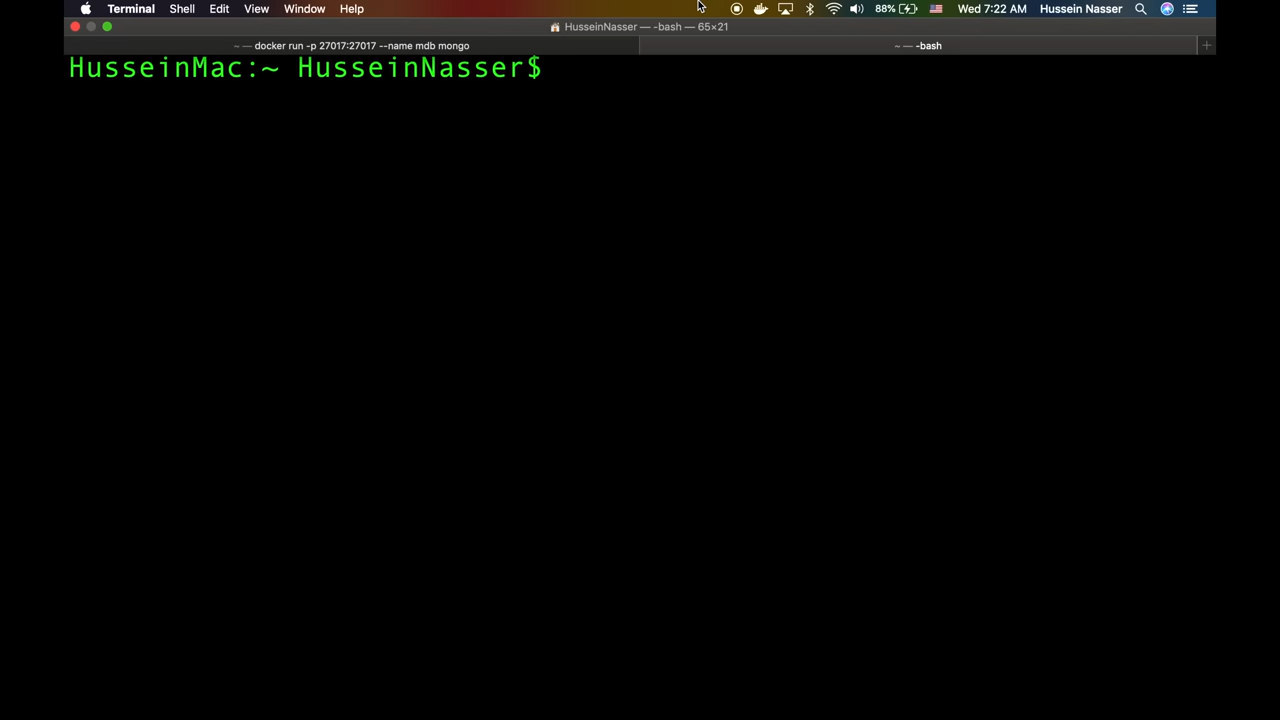 Terminal Shell Edit View Window Help 88% Wed 7:22 AM Hussein Nasser
HusseinNasser — -bash — 65×21
~ — docker run -p 27017:27017 --name mdb mongo ~ — -bash +
HusseinMac:~ HusseinNasser$